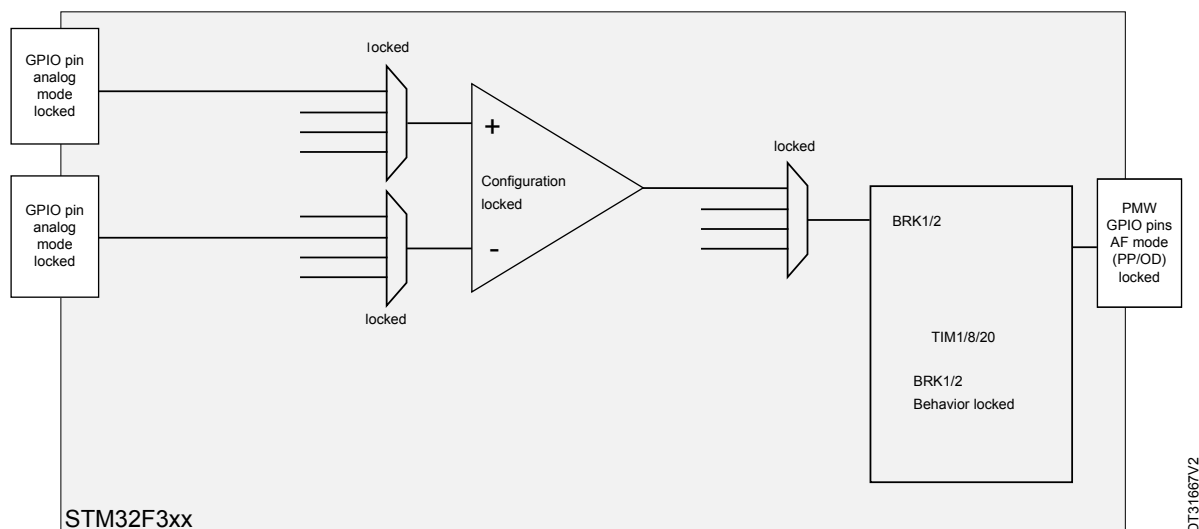 GPIO pin
analog
mode
locked
locked
+
Configuration
locked
-
GPIO pin
analog
mode
locked
locked
locked
BRK1/2
TIM1/8/20
BRK1/2
Behavior locked
PMW
GPIO pins
AF mode
(PP/OD)
locked
STM32F3xx
DT31667V2